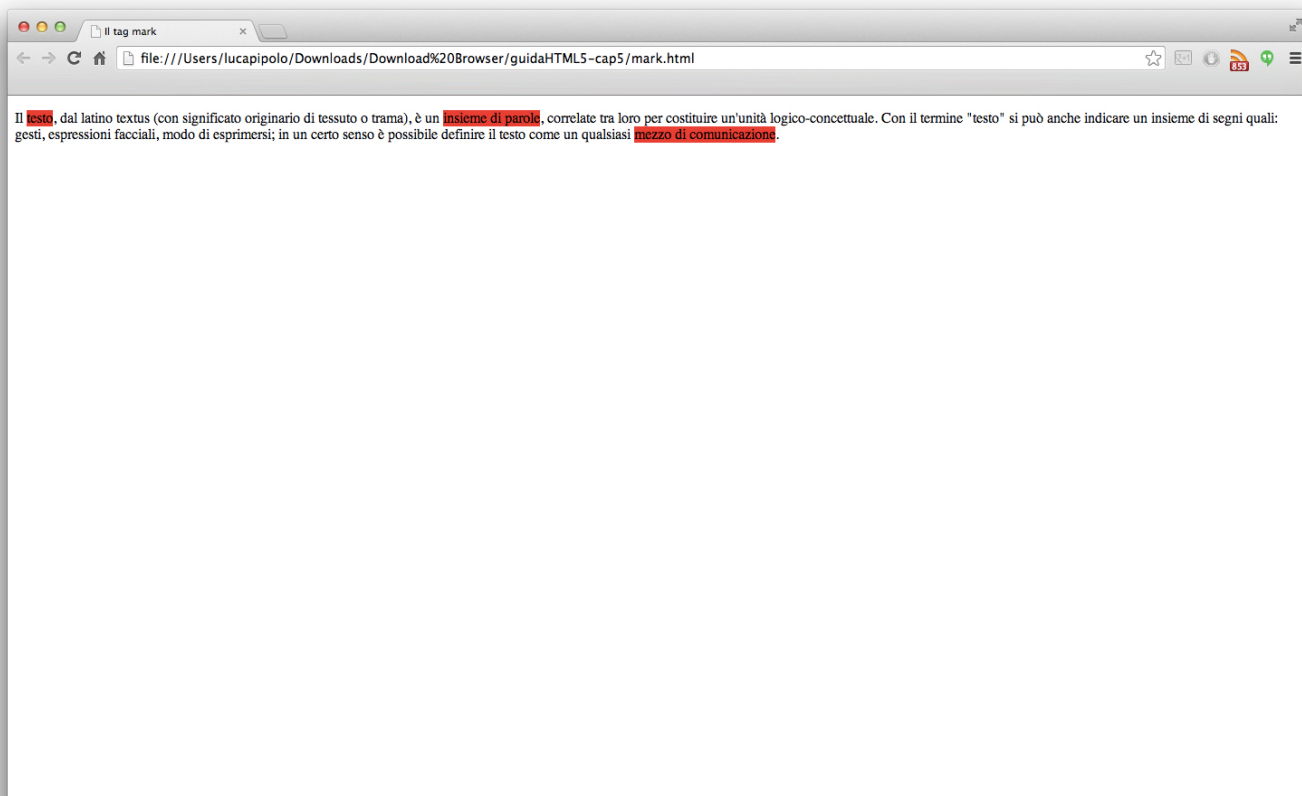 Il tag mark
file:///Users/lucapipolo/Downloads/Download%20Browser/guidaHTML5-cap5/mark.html
853
Il testo, dal latino textus (con significato originario di tessuto o trama), è un insieme di parole, correlate tra loro per costituire un'unità logico-concettuale. Con il termine "testo" si può anche indicare un insieme di segni quali:
gesti, espressioni facciali, modo di esprimersi; in un certo senso è possibile definire il testo come un qualsiasi mezzo di comunicazione.